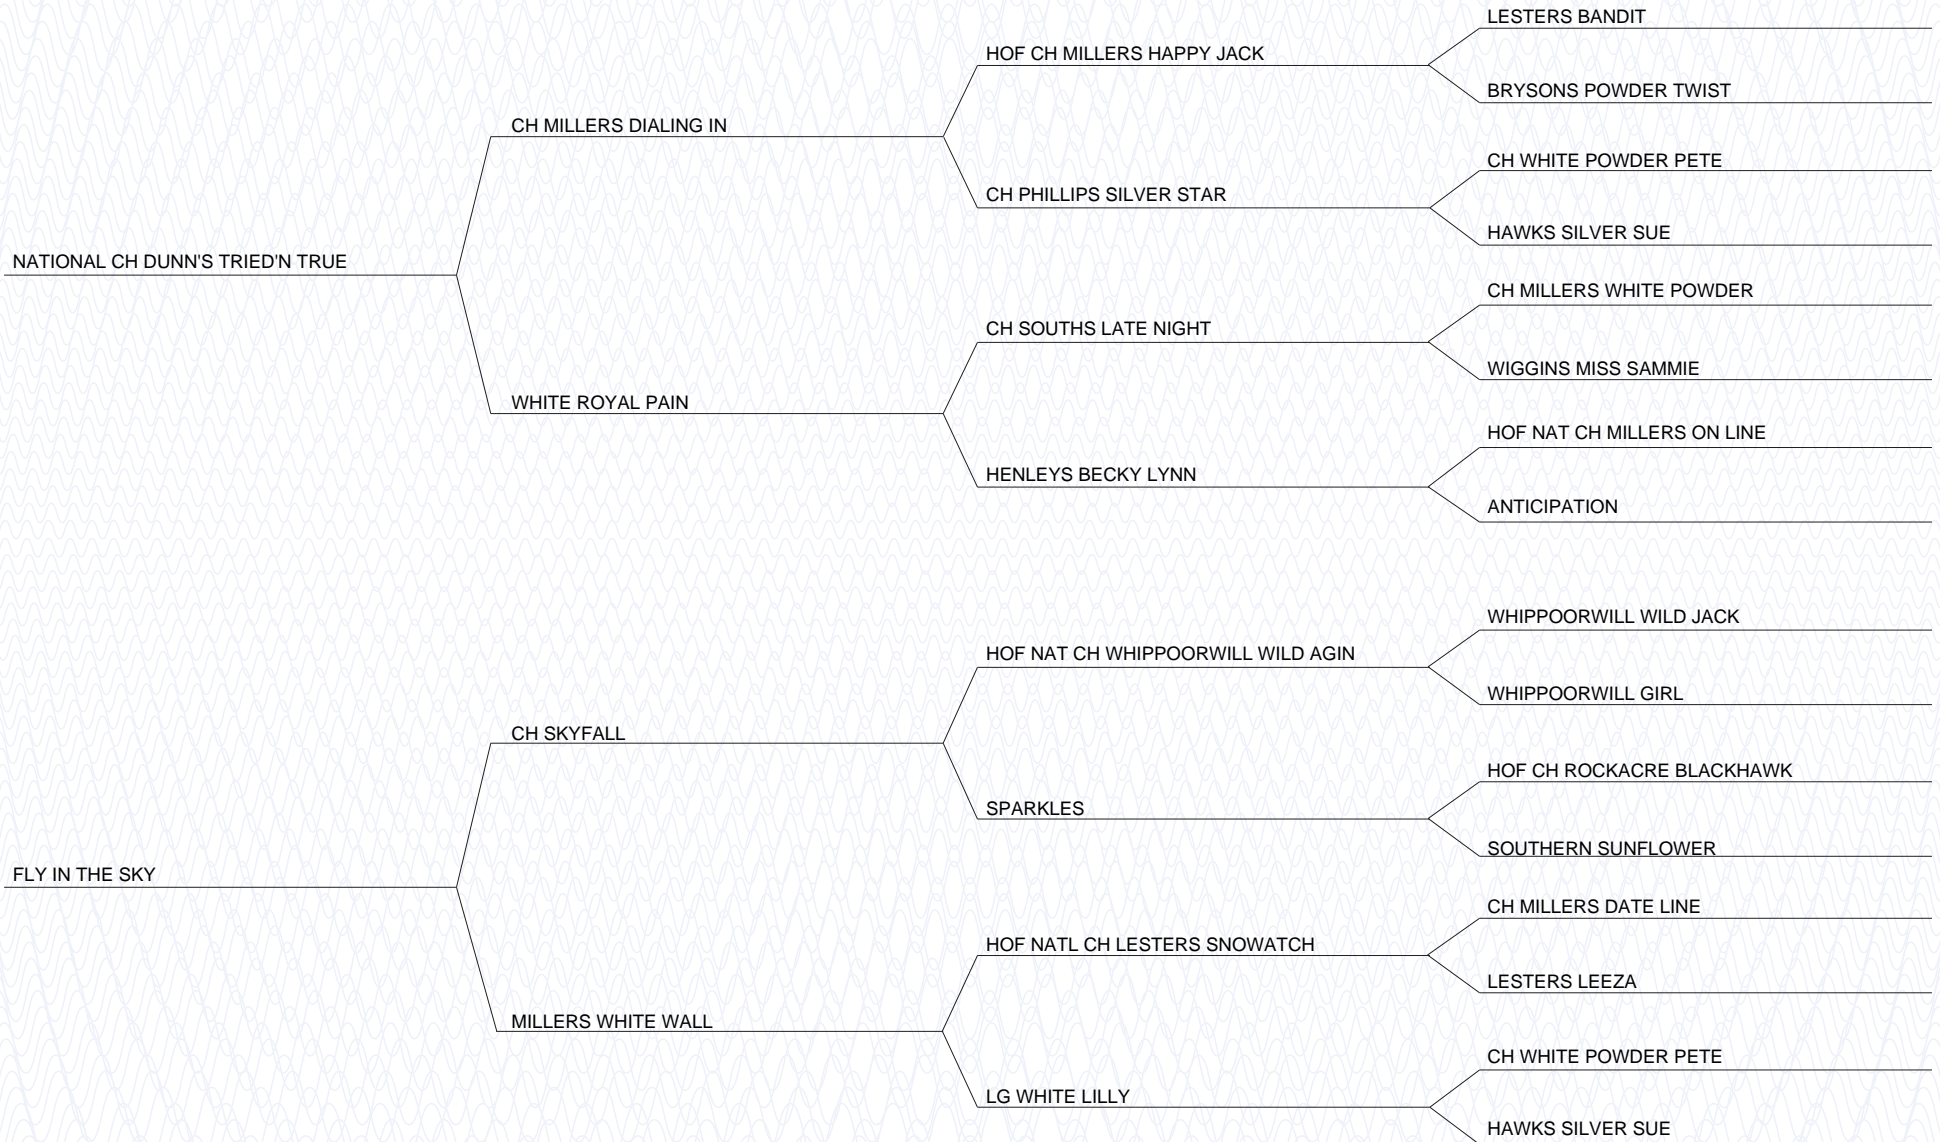 LESTERS BANDIT
HOF CH MILLERS HAPPY JACK
BRYSONS POWDER TWIST
CH MILLERS DIALING IN
CH WHITE POWDER PETE
CH PHILLIPS SILVER STAR
HAWKS SILVER SUE
NATIONAL CH DUNN'S TRIED'N TRUE
CH MILLERS WHITE POWDER
CH SOUTHS LATE NIGHT
WIGGINS MISS SAMMIE
WHITE ROYAL PAIN
HOF NAT CH MILLERS ON LINE
HENLEYS BECKY LYNN
ANTICIPATION
WHIPPOORWILL WILD JACK
HOF NAT CH WHIPPOORWILL WILD AGIN
WHIPPOORWILL GIRL
CH SKYFALL
HOF CH ROCKACRE BLACKHAWK
SPARKLES
SOUTHERN SUNFLOWER
FLY IN THE SKY
CH MILLERS DATE LINE
HOF NATL CH LESTERS SNOWATCH
LESTERS LEEZA
MILLERS WHITE WALL
CH WHITE POWDER PETE
LG WHITE LILLY
HAWKS SILVER SUE